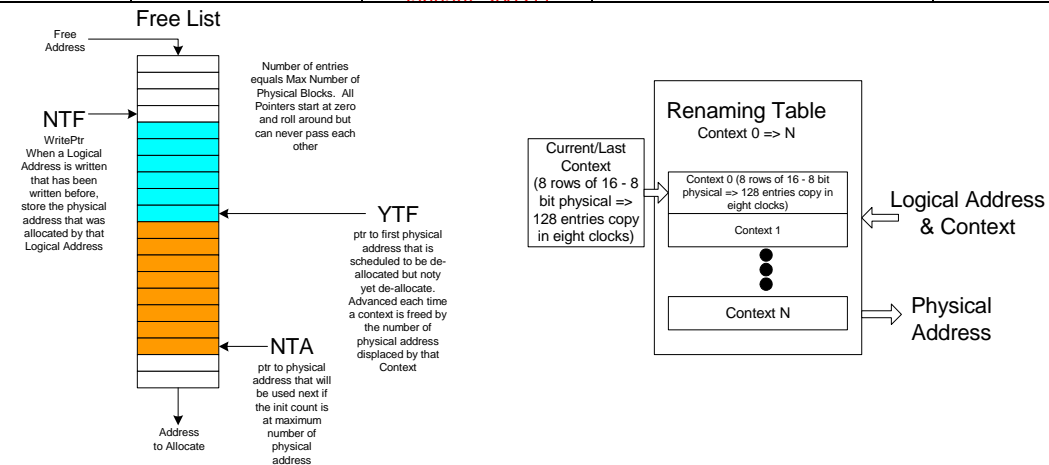 Free List
Free
Address
Number of entries
equals Max Number of
Physical Blocks.  All
Pointers start at zero
and roll around but
can never pass each
other
NTF
WritePtr
When a Logical
Address is written
that has been
written before,
store the physical
address that was
allocated by that
Logical Address
YTF
ptr to first physical
address that is
scheduled to be de-
allocated but noty
yet de-allocate.
Advanced each time
a context is freed by
the number of
physical address
displaced by that
Context
NTA
ptr to physical
address that will
be used next if
the init count is
at maximum
number of
physical
address
Address
to Allocate
Renaming Table
Context 0 => N
Current/Last
Context
(8 rows of 16 - 8
bit physical =>
128 entries copy
in eight clocks)
Context 0 (8 rows of 16 - 8 bit
physical => 128 entries copy in
eight clocks)
Context 1
Context N
Logical Address
& Context
Physical
Address